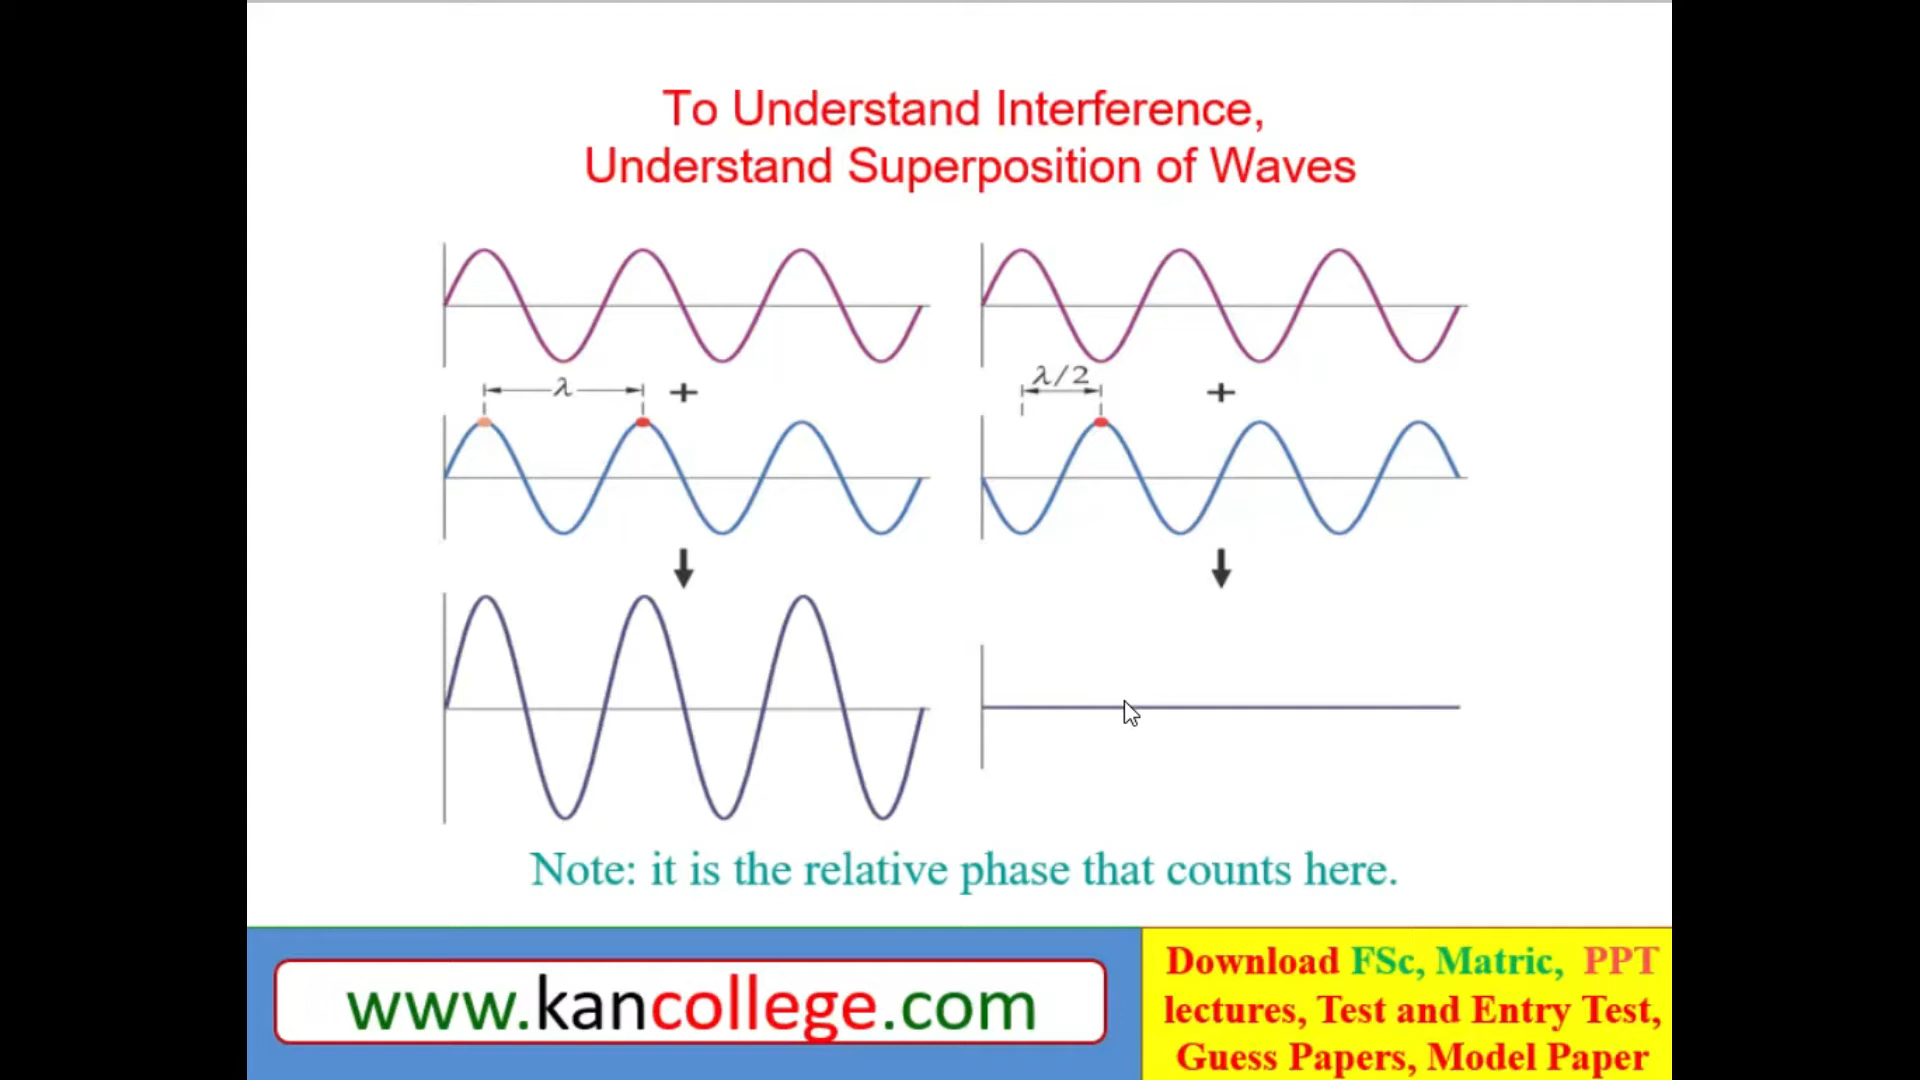 To Understand Interference,
Understand Superposition of Waves
λ
+
λ/2
+
Note: it is the relative phase that counts here.
www.kancollege.com
Download FSc, Matric, PPT
lectures, Test and Entry Test,
Guess Papers, Model Paper